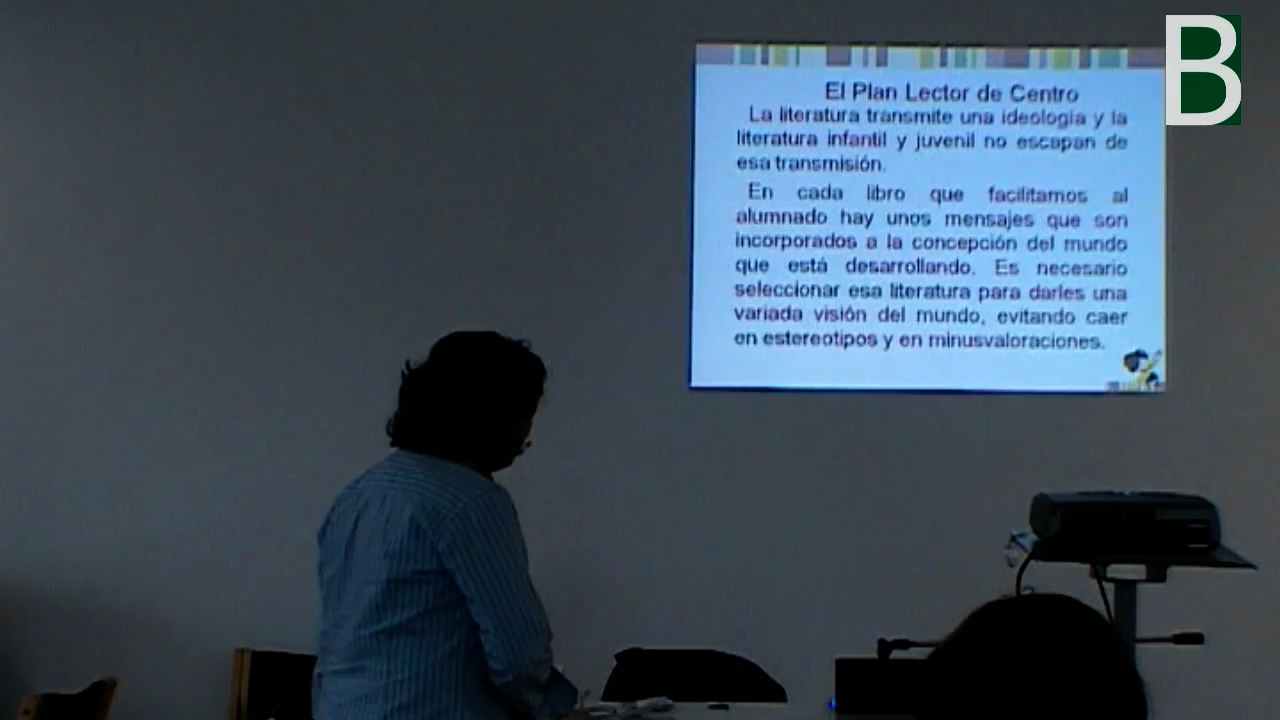 B
El Plan Lector de Centro
La literatura transmite una ideología y la
literatura infantil y juvenil no escapan de
esa transmisión.
En cada libro que facilitamos al
alumnado hay unos mensajes que son
incorporados a la concepción del mundo
que está desarrollando. Es necesario
seleccionar esa literatura para darles una
variada visión del mundo, evitando caer
en estereotipos y en minusvaloraciones.